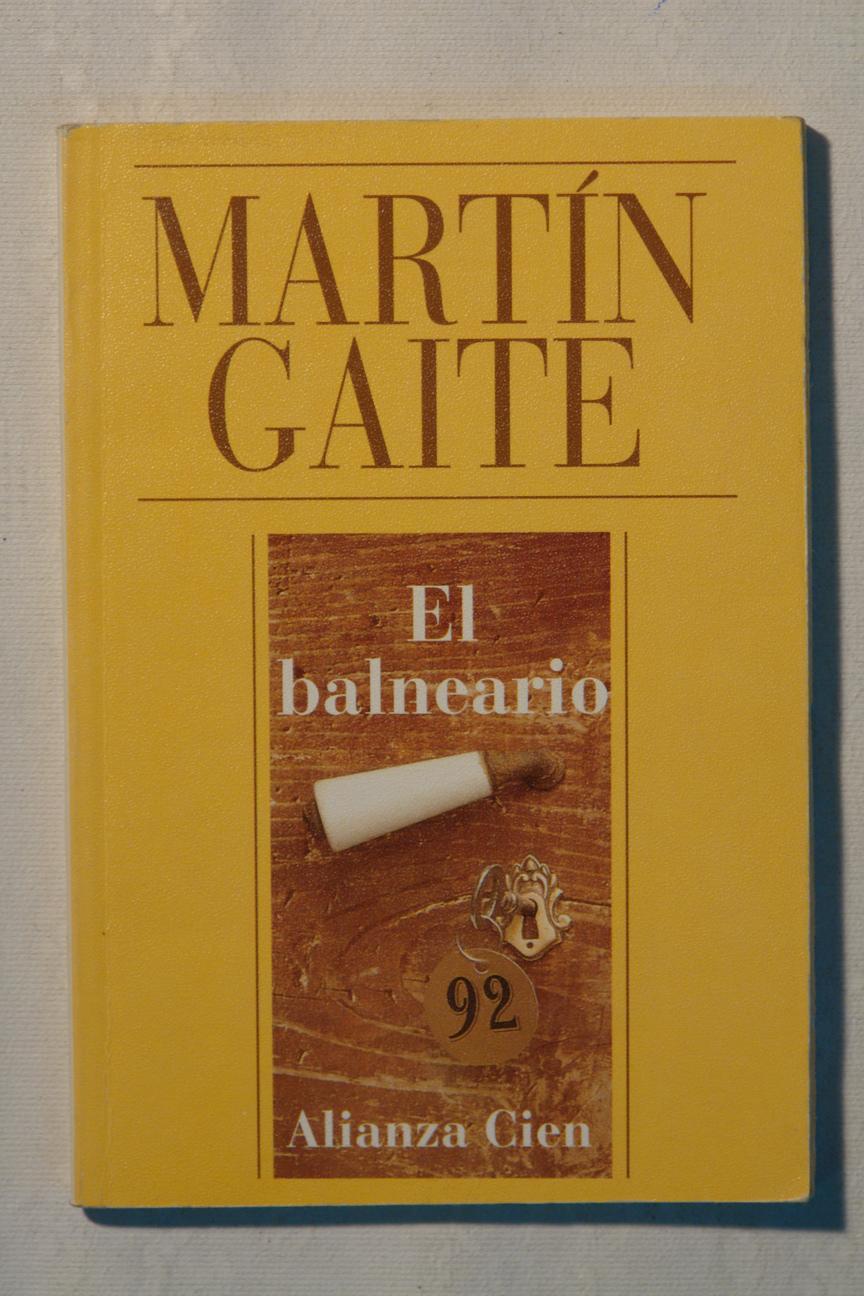 MARTÍN
GAITE
El
balneario
92
Alianza Cien